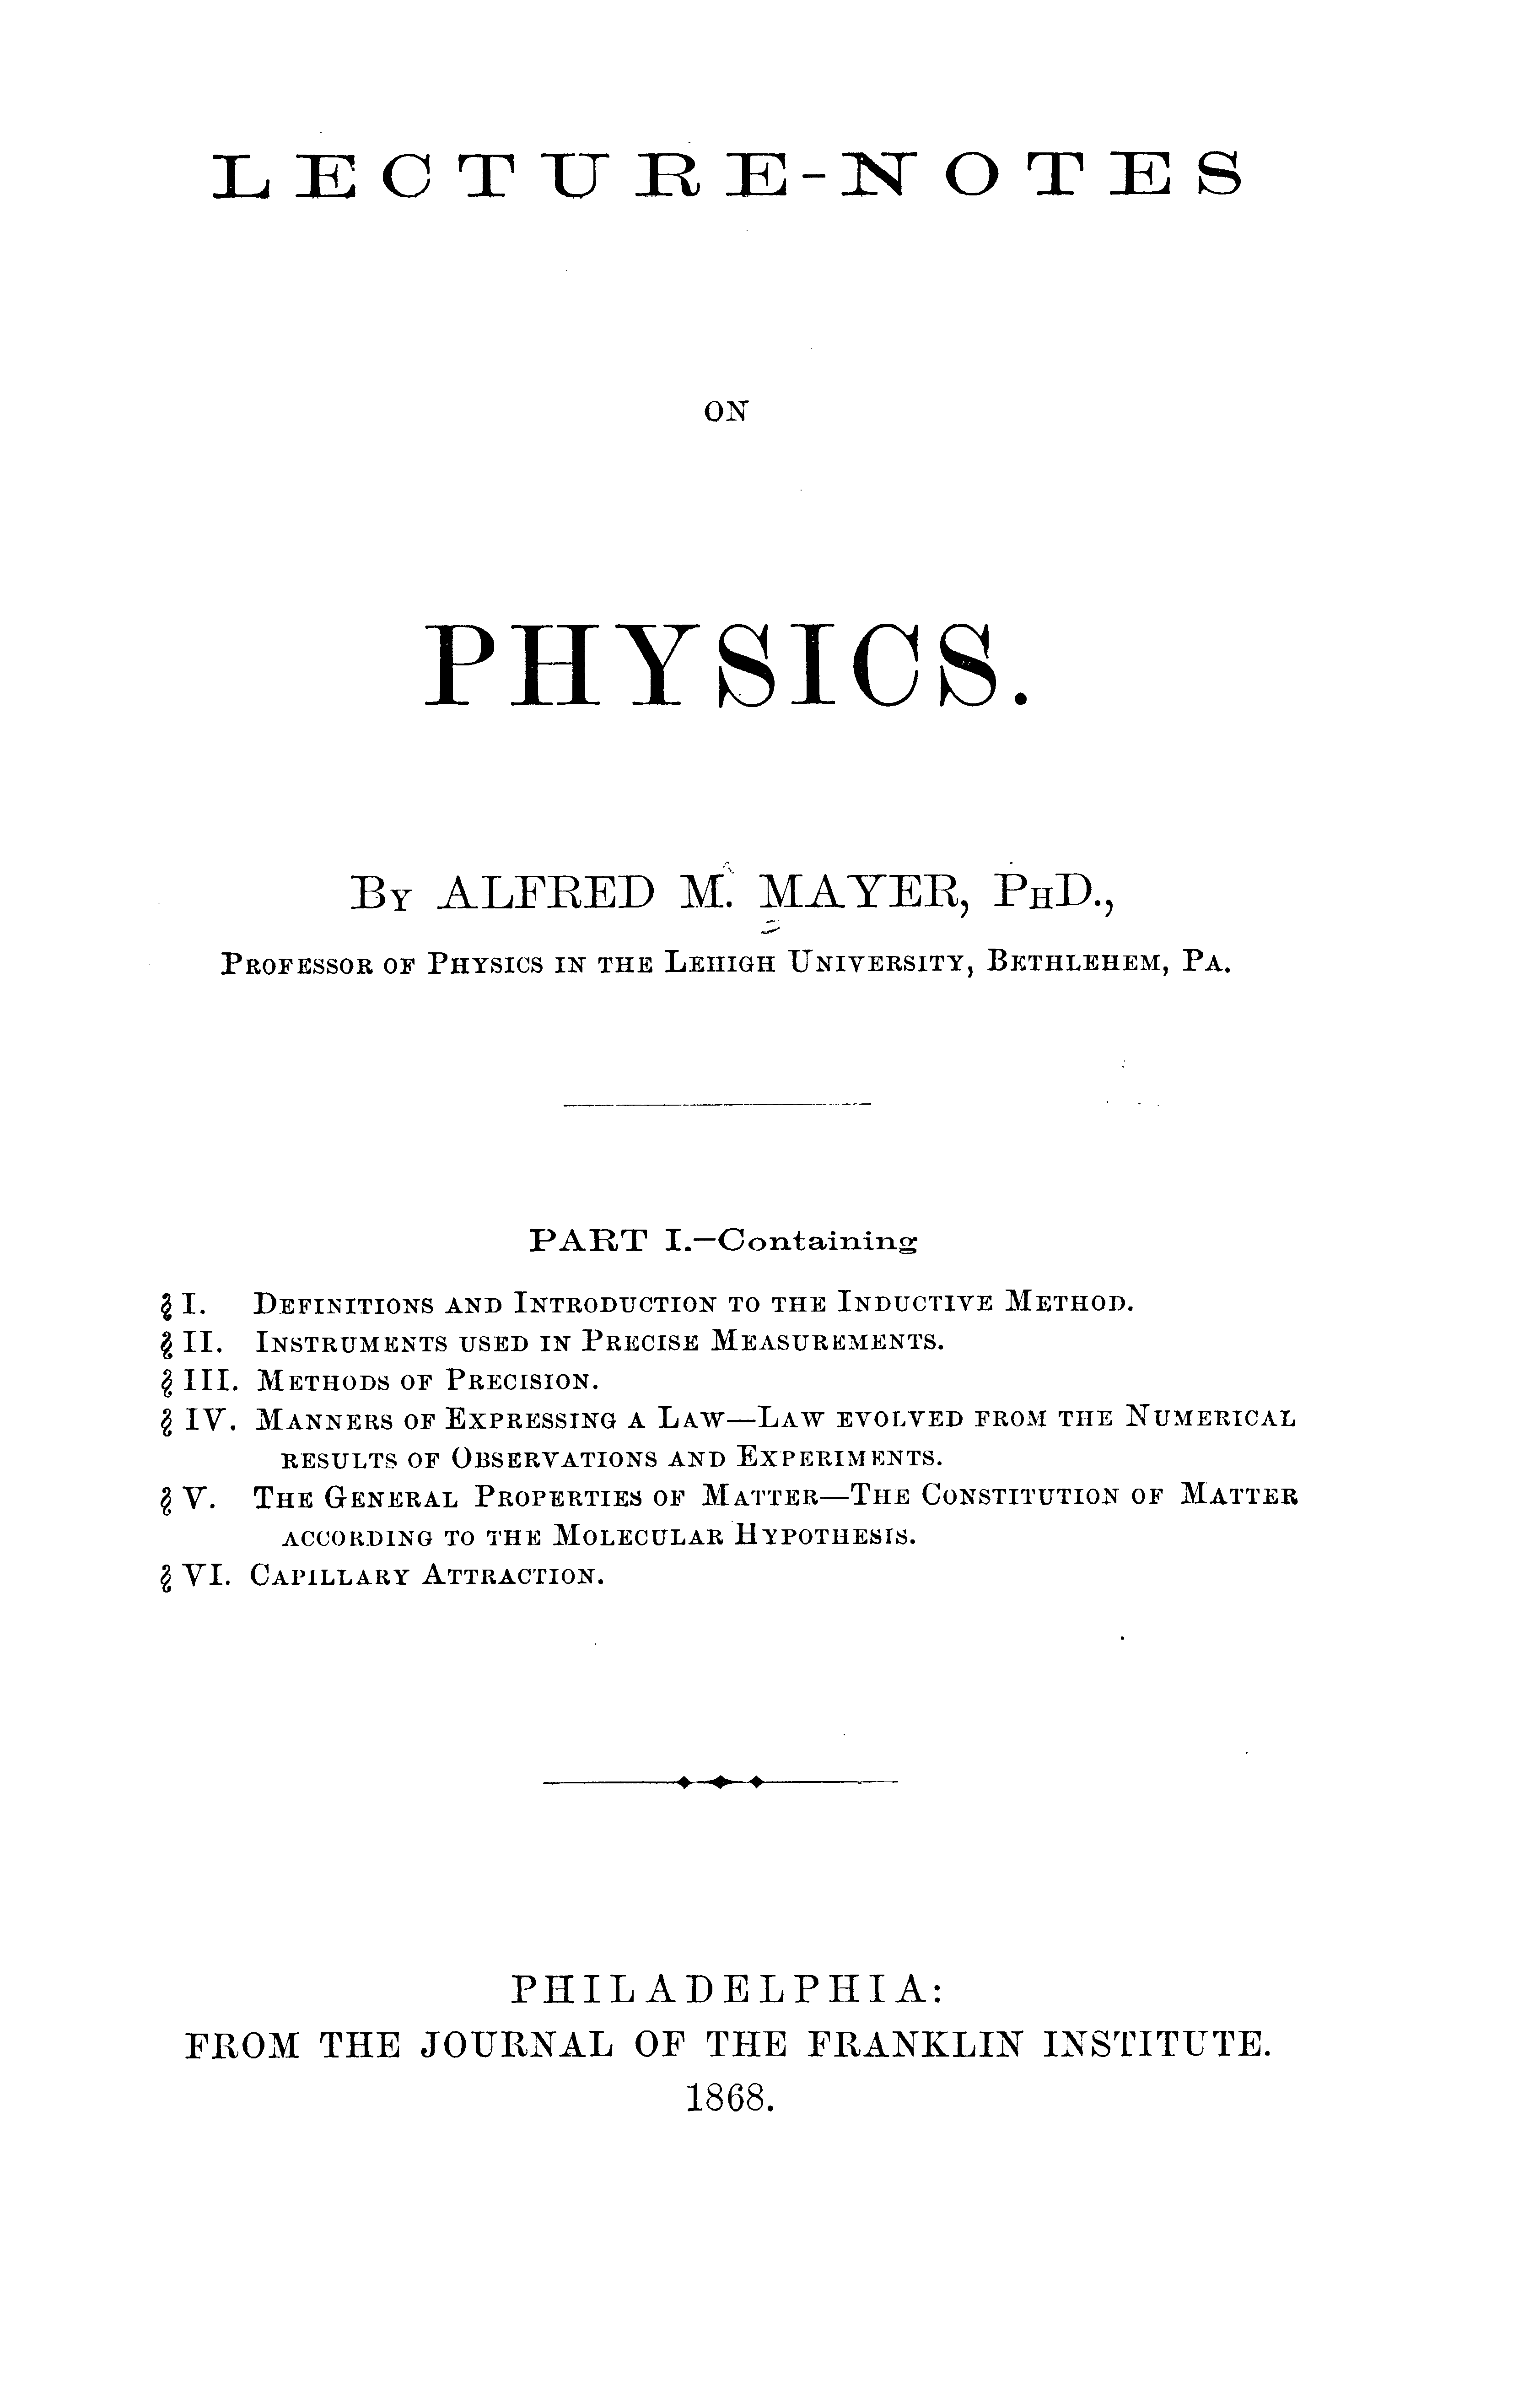 LECTURE-NOTES
ON
PHYSICS.
By ALFRED M. MAYER, PhD.,
Professor of Physics in the Lehigh University, Bethlehem, Pa.
PART I.—Containing
§ I. Definitions and Introduction to the Inductive Method.
§ II. Instruments used in Precise Measurements.
§ III. Methods of Precision.
§ IV. Manners of Expressing a Law—Law evolved from the Numerical
results of Observations and Experiments.
§ V. The General Properties of Matter—The Constitution of Matter
according to the Molecular Hypothesis.
§ VI. Capillary Attraction.
PHILADELPHIA:
FROM THE JOURNAL OF THE FRANKLIN INSTITUTE.
1868.